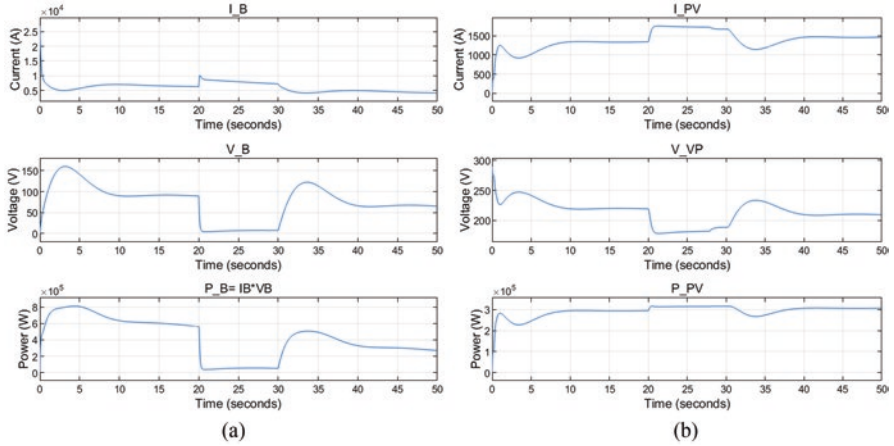 I_B
×10⁴
Current (A)
2.5
2
1.5
1
0.5
0 5 10 15 20 25 30 35 40 45 50
Time (seconds)
V_B
Voltage (V)
150
100
50
0
0 5 10 15 20 25 30 35 40 45 50
Time (seconds)
P_B= IB*VB
×10⁵
Power (W)
8
6
4
2
0
0 5 10 15 20 25 30 35 40 45 50
Time (seconds)
(a)
I_PV
Current (A)
1500
1000
500
0
0 5 10 15 20 25 30 35 40 45 500
Time (seconds)
V_VP
Voltage (V)
300
250
200
0 5 10 15 20 25 30 35 40 45 50
Time (seconds)
P_PV
×10⁵
Power (W)
3
2
1
0
0 5 10 15 20 25 30 35 40 45 50
Time (seconds)
(b)